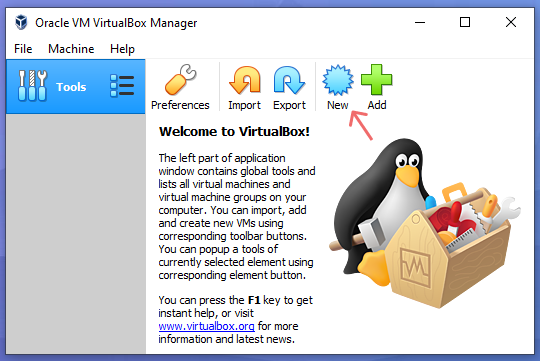 Oracle VM VirtualBox Manager
File Machine Help
Tools
Preferences Import Export New Add
Welcome to VirtualBox!
The left part of application
window contains global tools and
lists all virtual machines and
virtual machine groups on your
computer. You can import, add
and create new VMs using
corresponding toolbar buttons.
You can popup a tools of
currently selected element using
corresponding element button.
You can press the F1 key to get
instant help, or visit
www.virtualbox.org for more
information and latest news.